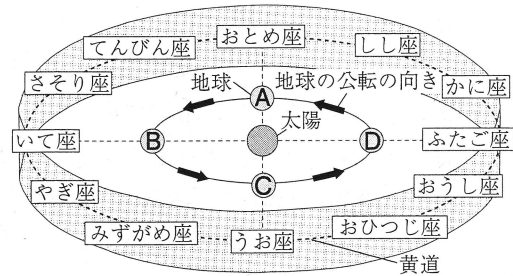 おとめ座
てんびん座
しし座
さそり座
地球
地球の公転の向き
かに座
A
太陽
いて座
B
D
ふたご座
C
やぎ座
おうし座
みずがめ座
うお座
おひつじ座
黄道